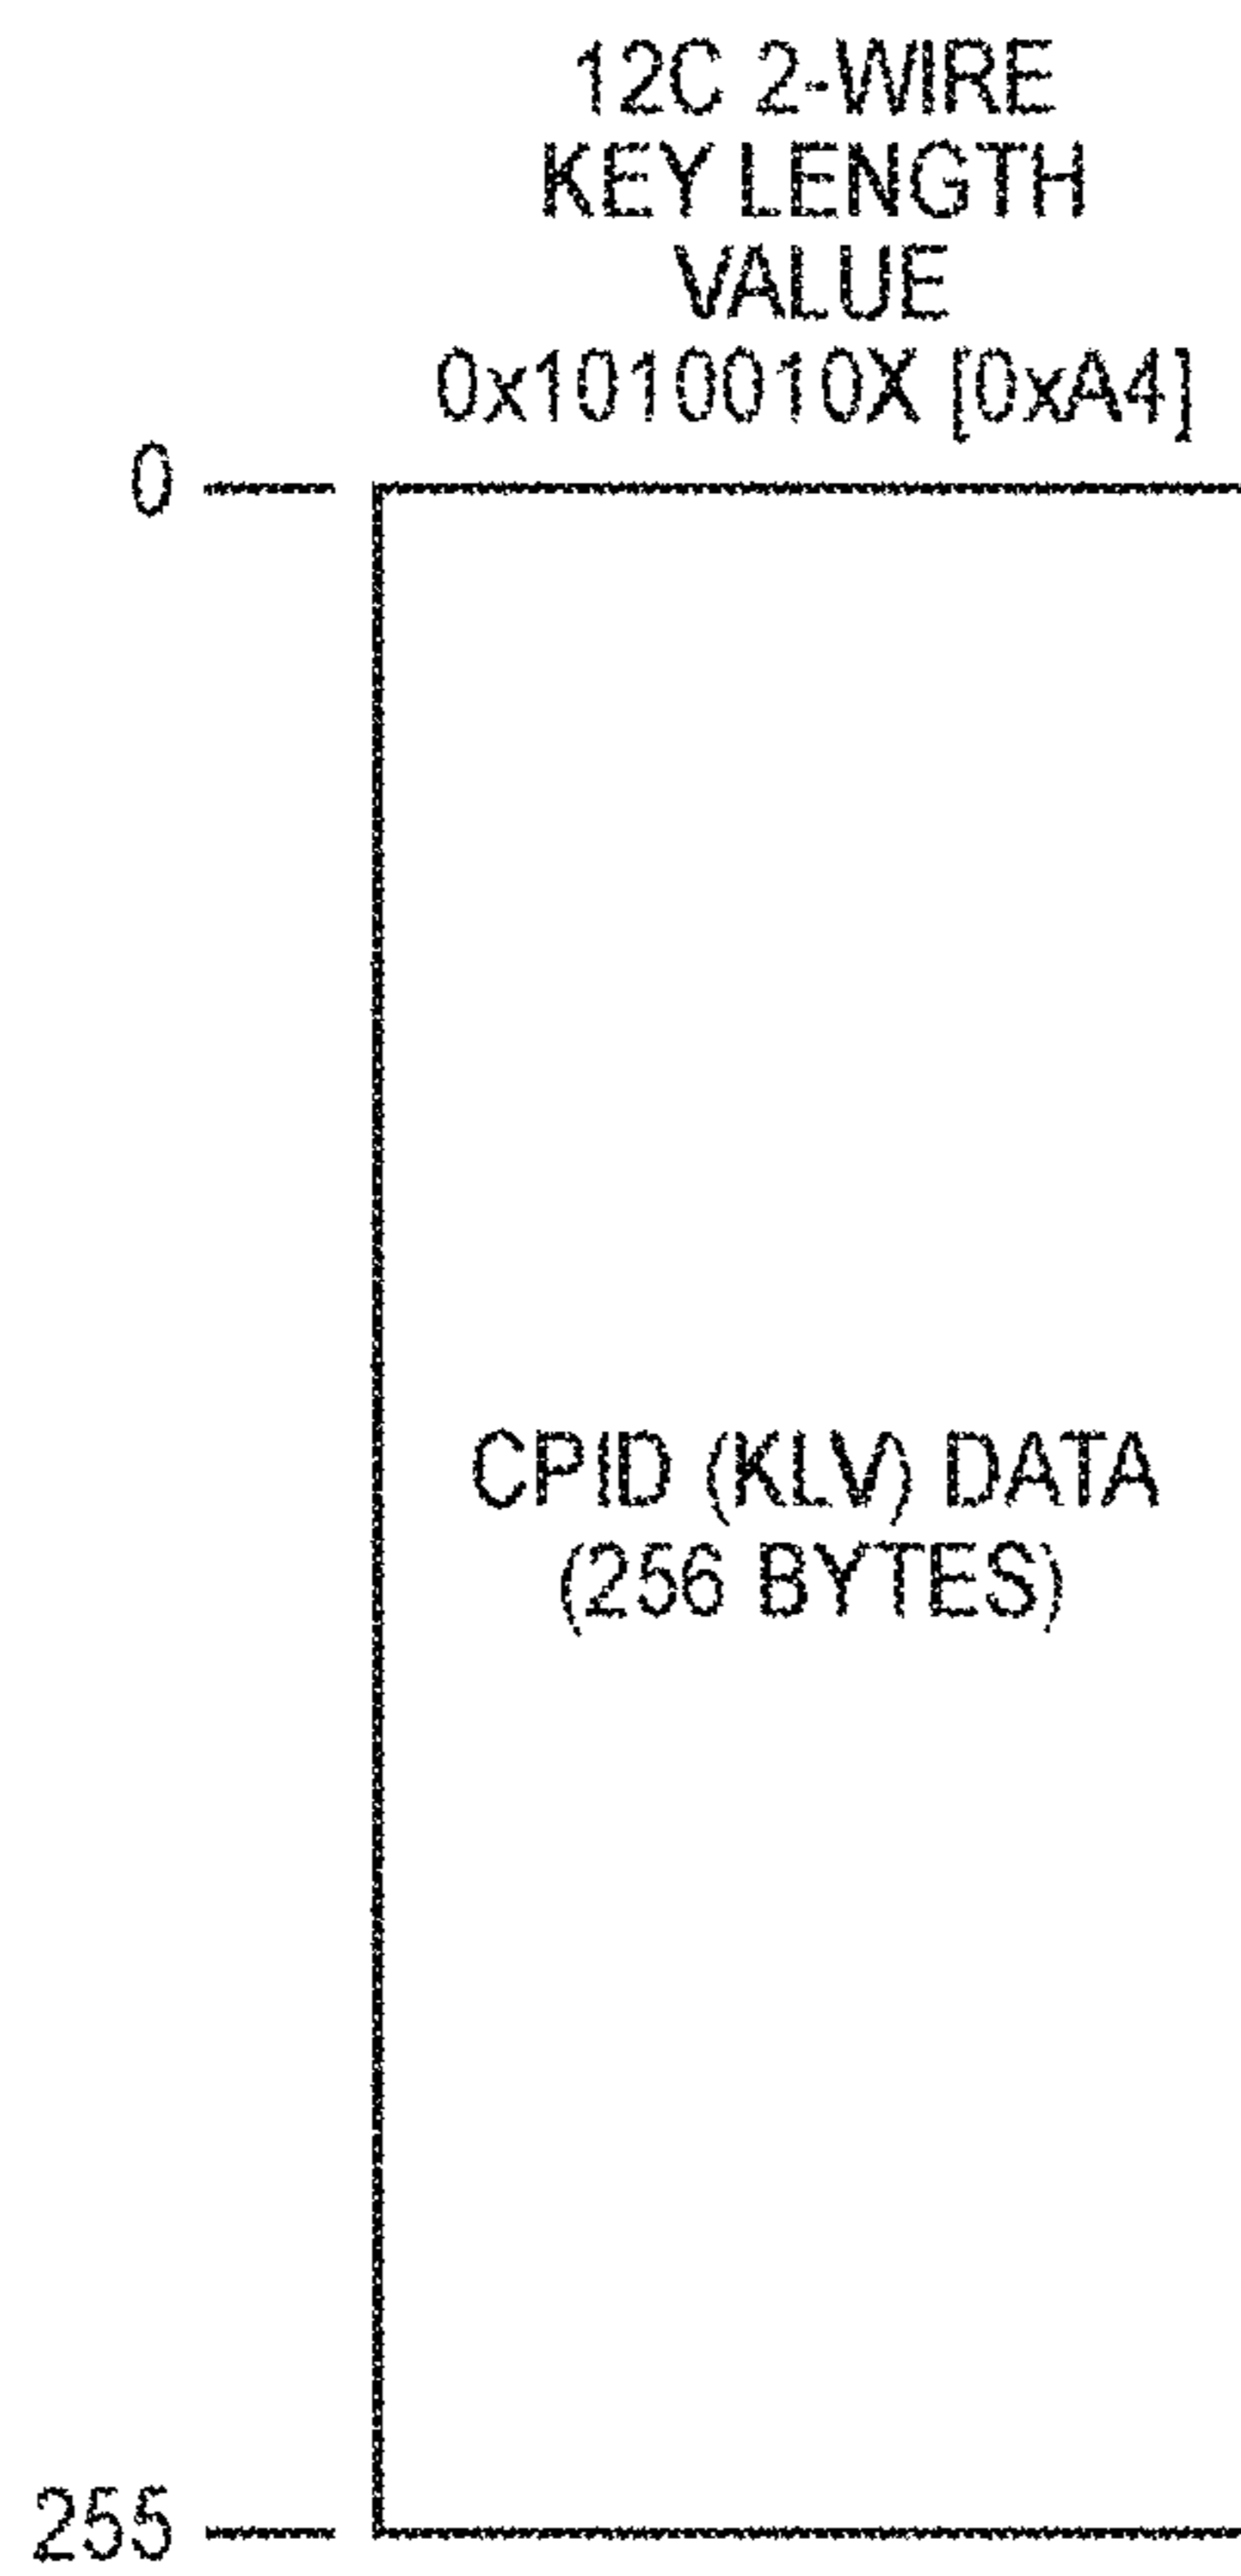 12C 2-WIRE
KEY LENGTH
VALUE
0x1010010X [0xA4]
0
CPID (KLV) DATA
(256 BYTES)
255